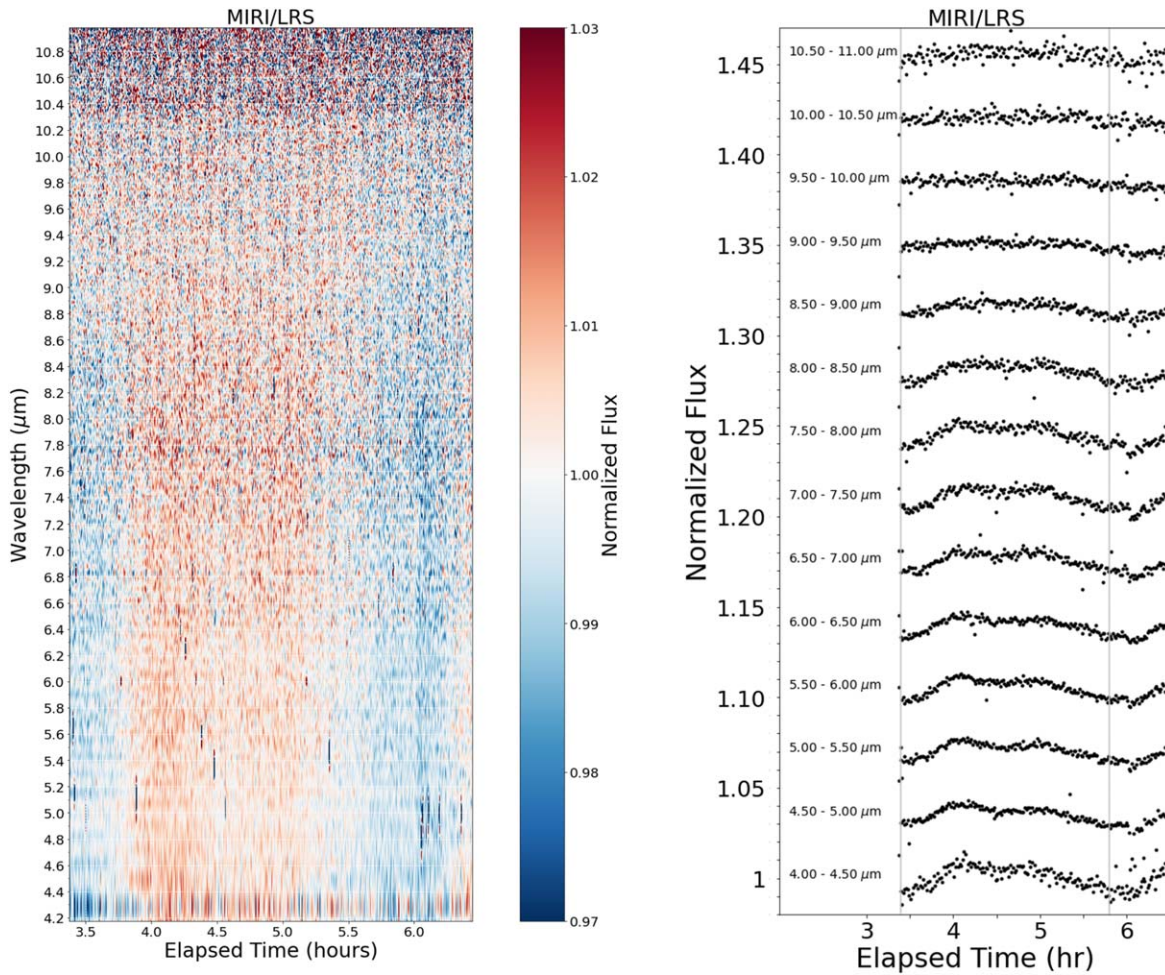 MIRI/LRS
10.8
10.6
10.4
10.2
10.0
9.8
9.6
9.4
9.2
9.0
8.8
8.6
8.4
8.2
8.0
7.8
7.6
7.4
7.2
7.0
6.8
6.6
6.4
6.2
6.0
5.8
5.6
5.4
5.2
5.0
4.8
4.6
4.4
4.2
Wavelength (μm)
3.5 4.0 4.5 5.0 5.5 6.0
Elapsed Time (hours)
1.03
1.02
1.01
1.00
0.99
0.98
0.97
Normalized Flux
MIRI/LRS
1.45
1.40
1.35
1.30
1.25
1.20
1.15
1.10
1.05
1
Normalized Flux
10.50 - 11.00 μm
10.00 - 10.50 μm
9.50 - 10.00 μm
9.00 - 9.50 μm
8.50 - 9.00 μm
8.00 - 8.50 μm
7.50 - 8.00 μm
7.00 - 7.50 μm
6.50 - 7.00 μm
6.00 - 6.50 μm
5.50 - 6.00 μm
5.00 - 5.50 μm
4.50 - 5.00 μm
4.00 - 4.50 μm
3 4 5 6
Elapsed Time (hr)